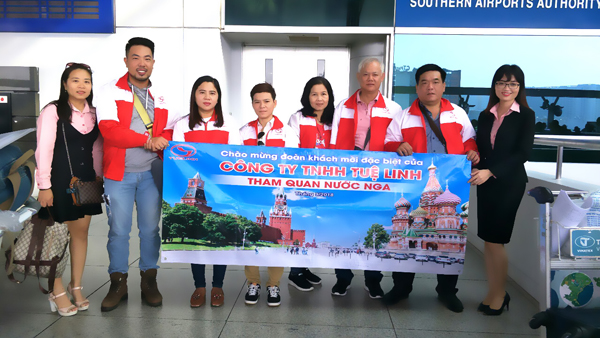 SOUTHERN AIRPORTS AUTHORITY
Chào mừng đoàn khách mời đặc biệt của
CÔNG TY TNHH TUỆ LINH
THAM QUAN NƯỚC NGA